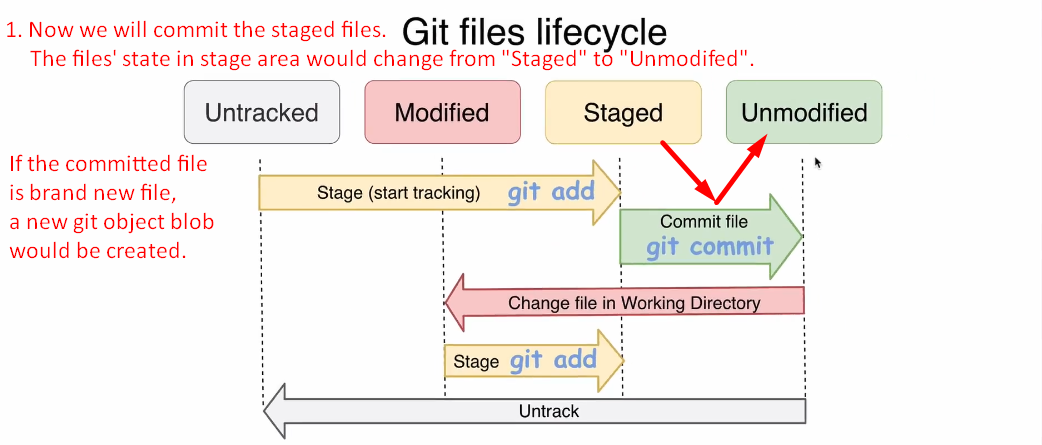 Git files lifecycle
1. Now we will commit the staged files.
The files' state in stage area would change from "Staged" to "Unmodifed".
Untracked
Modified
Staged
Unmodified
If the committed file
is brand new file,
a new git object blob
would be created.
Stage (start tracking) git add
Commit file
git commit
Change file in Working Directory
Stage git add
Untrack